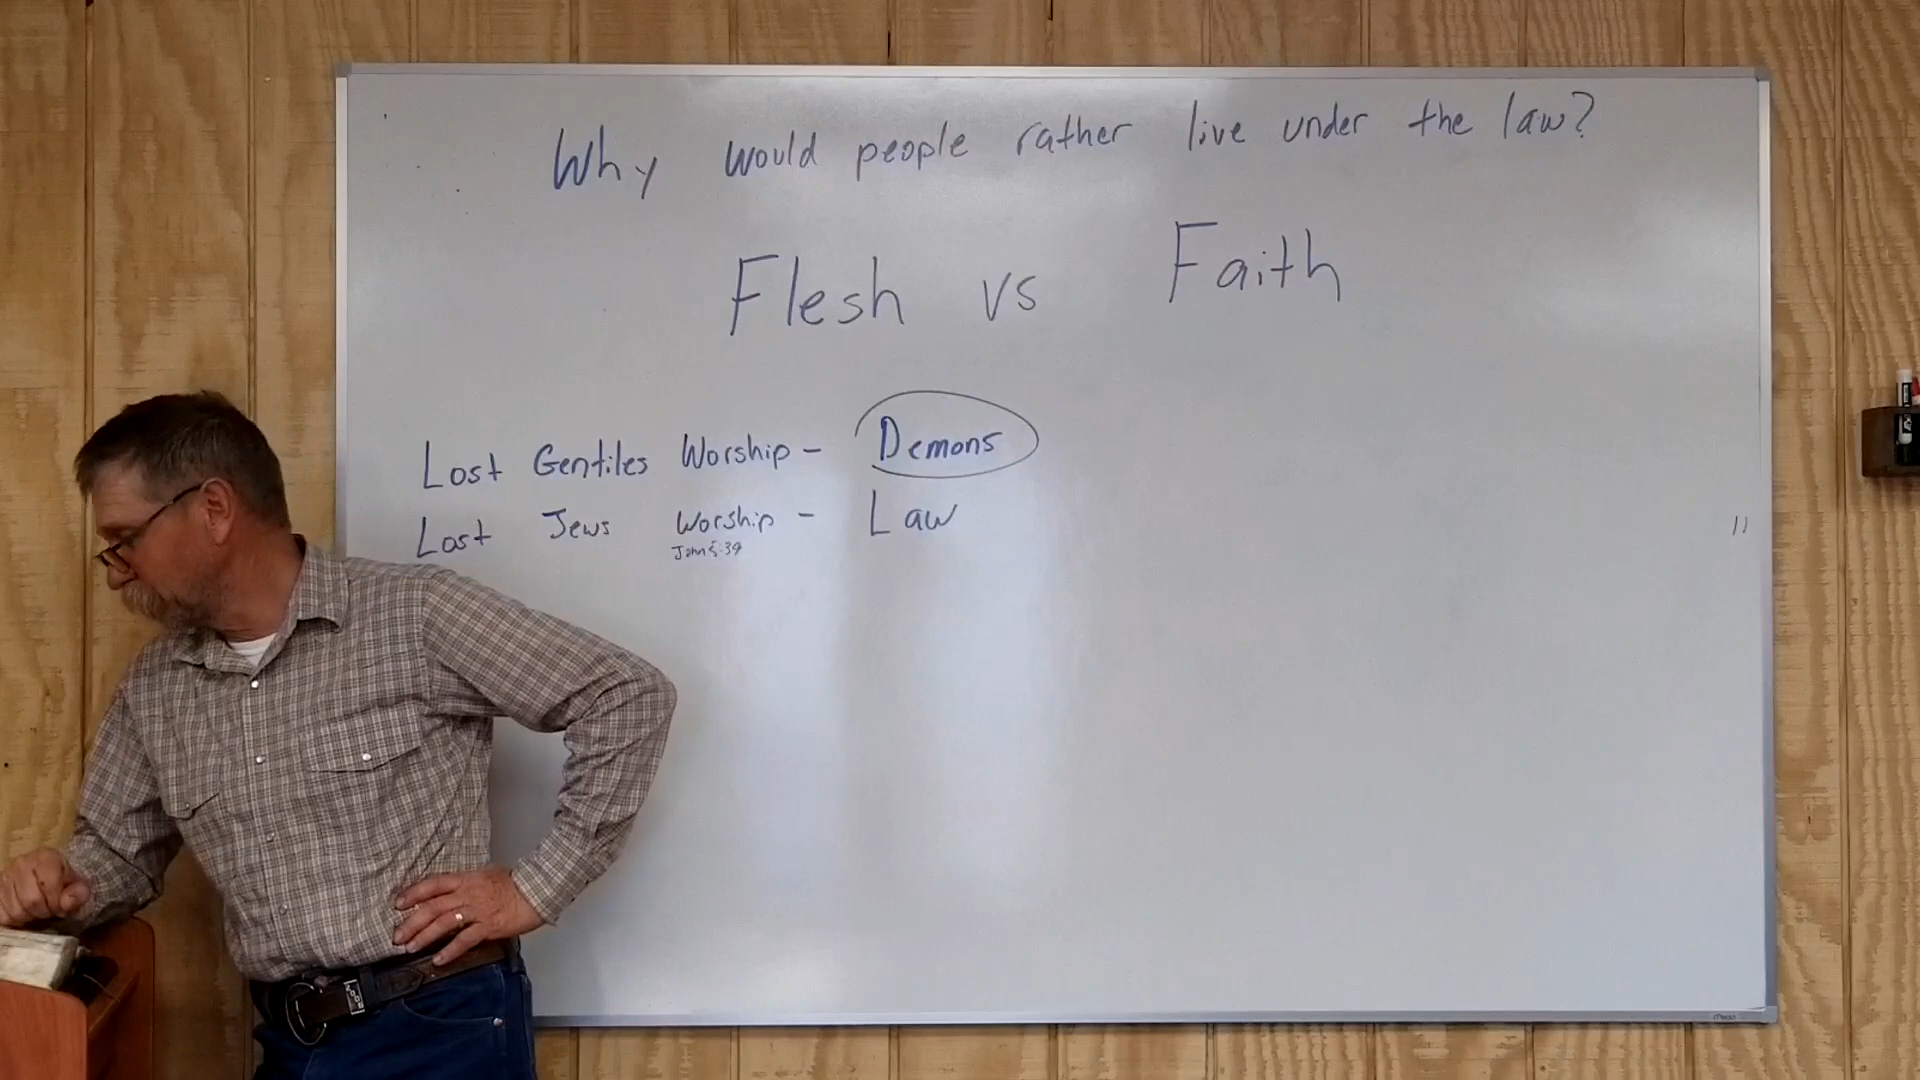 Why would people rather live under the law?
Flesh vs Faith
Lost Gentiles Worship - Demons
Lost Jews Worship - Law
John 5:39